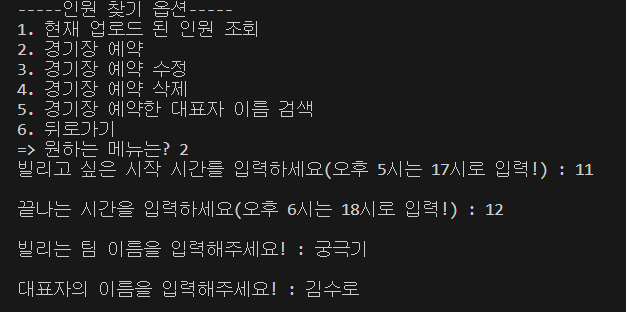 -----인원 찾기 옵션-----
1. 현재 업로드 된 인원 조회
2. 경기장 예약
3. 경기장 예약 수정
4. 경기장 예약 삭제
5. 경기장 예약한 대표자 이름 검색
6. 뒤로가기
=> 원하는 메뉴는? 2
빌리고 싶은 시작 시간를 입력하세요(오후 5시는 17시로 입력!) : 11
끝나는 시간을 입력하세요(오후 6시는 18시로 입력!) : 12
빌리는 팀 이름을 입력해주세요! : 궁극기
대표자의 이름을 입력해주세요! : 김수로